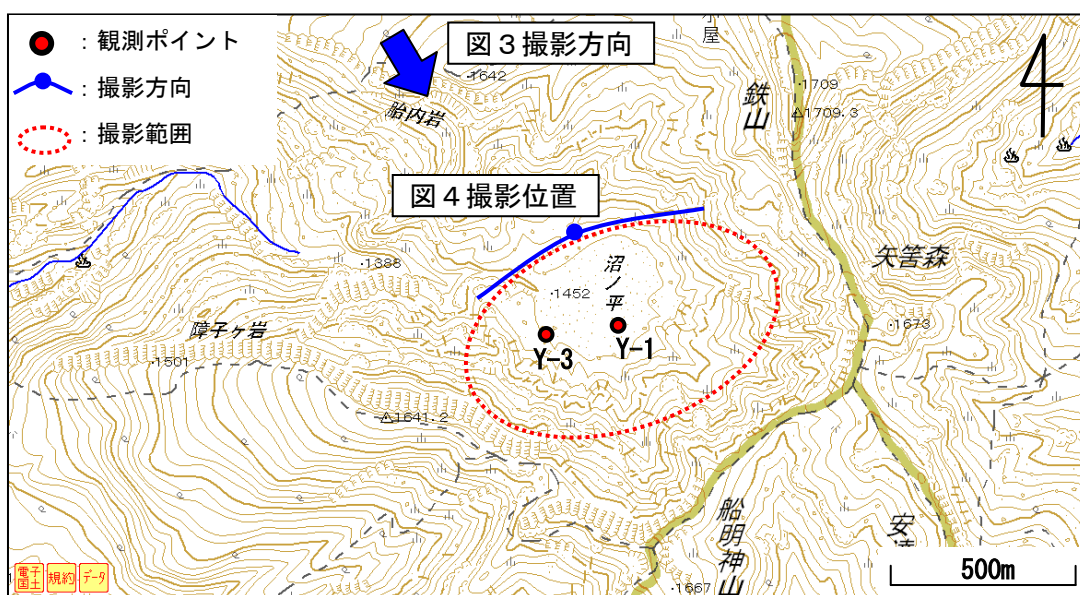 ：観測ポイント
：撮影方向
：撮影範囲
図３撮影方向
小屋
・1642
胎内岩
・1709
△1709.3
鉄山
図４撮影位置
・1388
沼ノ平
・1452
矢筈森
・1673
障子ヶ岩
・1501
Y-3
Y-1
△1641.2
船明神山
安達
・1667
500m
電子国土
規約
データ